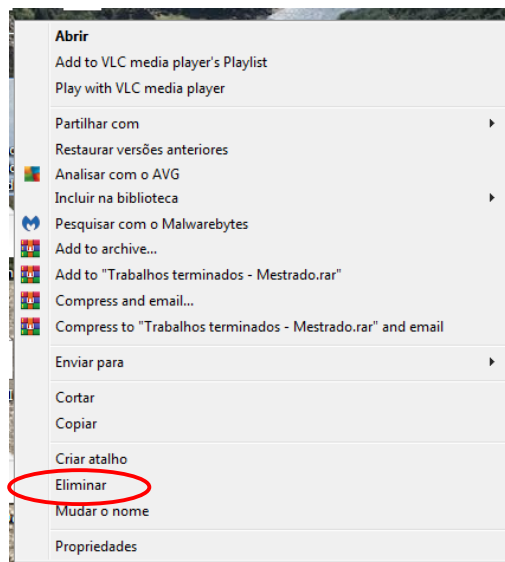 Abrir
Add to VLC media player's Playlist
Play with VLC media player
Partilhar com
Restaurar versões anteriores
Analisar com o AVG
Incluir na biblioteca
Pesquisar com o Malwarebytes
Add to archive...
Add to "Trabalhos terminados - Mestrado.rar"
Compress and email...
Compress to "Trabalhos terminados - Mestrado.rar" and email
Enviar para
Cortar
Copiar
Criar atalho
Eliminar
Mudar o nome
Propriedades